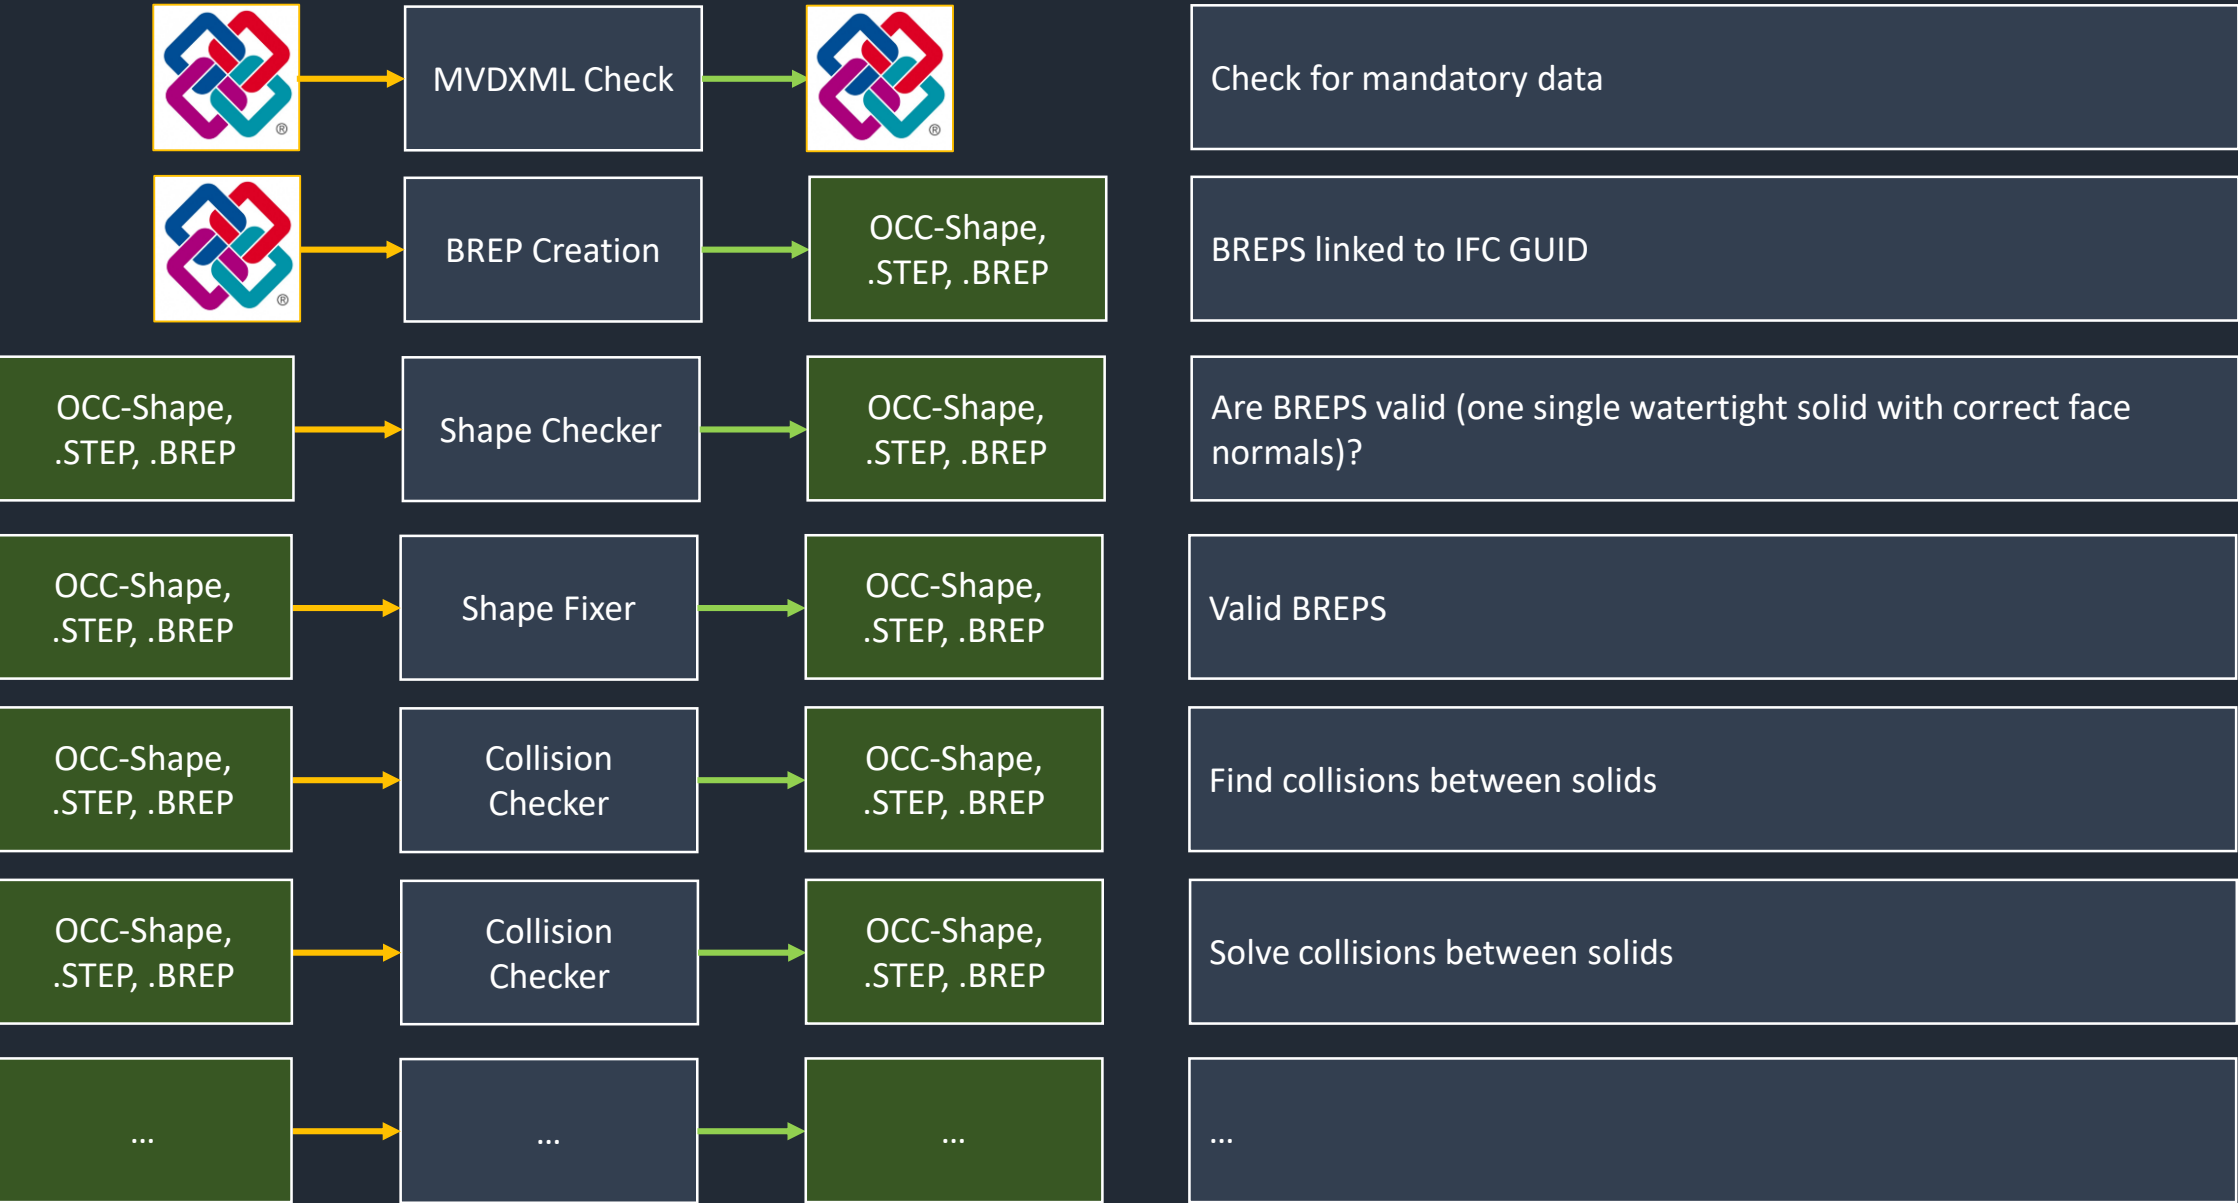 ®
MVDXML Check
®
Check for mandatory data
®
BREP Creation
OCC-Shape,
.STEP, .BREP
BREPS linked to IFC GUID
OCC-Shape,
.STEP, .BREP
Shape Checker
OCC-Shape,
.STEP, .BREP
Are BREPS valid (one single watertight solid with correct face
normals)?
OCC-Shape,
.STEP, .BREP
Shape Fixer
OCC-Shape,
.STEP, .BREP
Valid BREPS
OCC-Shape,
.STEP, .BREP
Collision
Checker
OCC-Shape,
.STEP, .BREP
Find collisions between solids
OCC-Shape,
.STEP, .BREP
Collision
Checker
OCC-Shape,
.STEP, .BREP
Solve collisions between solids
...
...
...
...